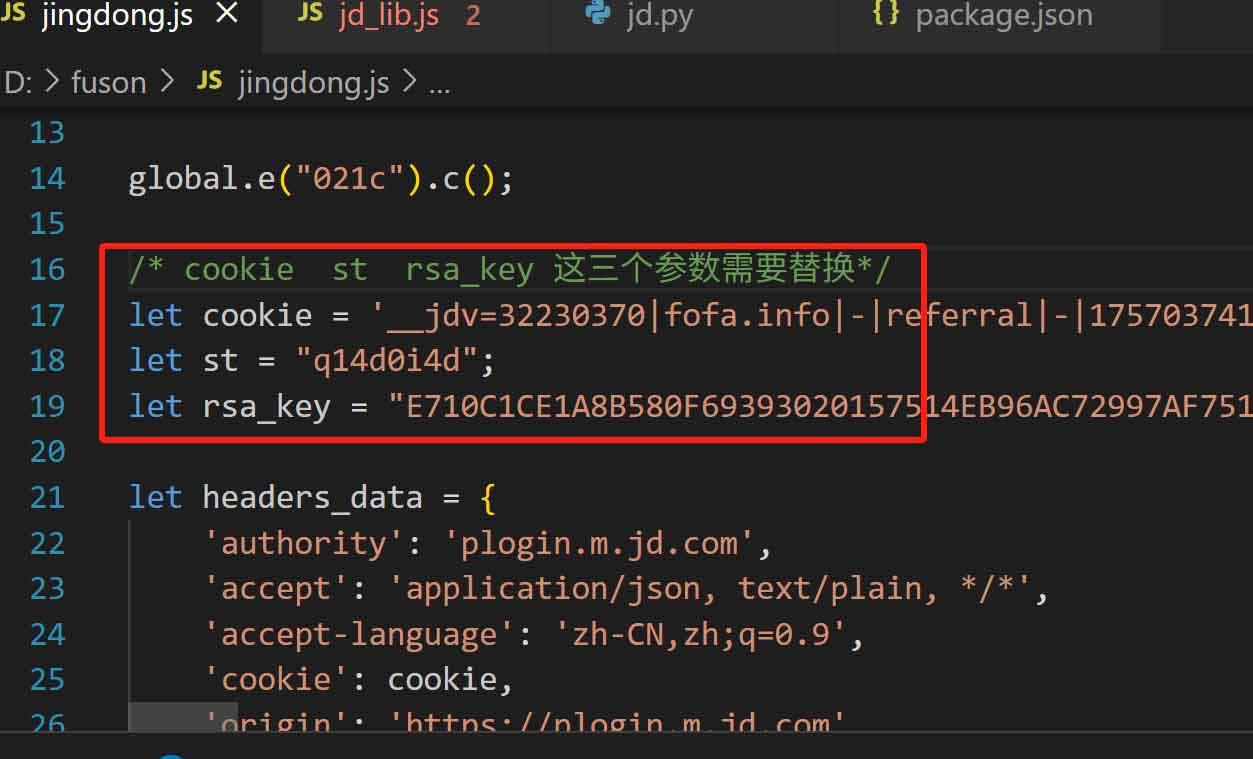 JS jingdong.js × JS jd_lib.js 2 jd.py {} package.json
D: > fuson > JS jingdong.js > ...
13
14 global.e("021c").c();
15
16 /* cookie st rsa_key 这三个参数需要替换*/
17 let cookie = '__jdv=32230370|fofa.info|-|referral|-|175703741
18 let st = "q14d0i4d";
19 let rsa_key = "E710C1CE1A8B580F69393020157514EB96AC72997AF751
20
21 let headers_data = {
22 'authority': 'plogin.m.jd.com',
23 'accept': 'application/json, text/plain, */*',
24 'accept-language': 'zh-CN,zh;q=0.9',
25 'cookie': cookie,
26 'origin': 'https://plogin.m.jd.com'